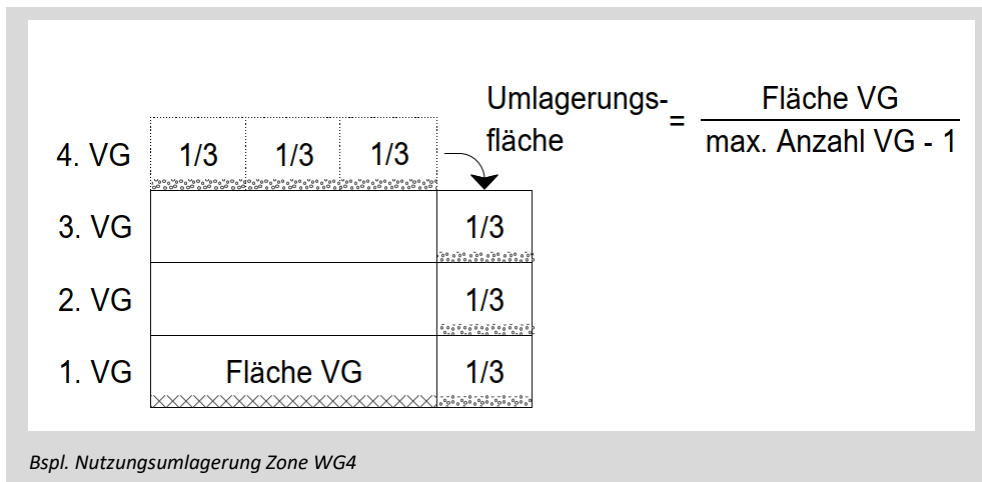 Umlagerungs-
fläche
=
Fläche VG
max. Anzahl VG - 1
4. VG 1/3 1/3 1/3
3. VG 1/3
2. VG 1/3
1. VG Fläche VG 1/3
Bspl. Nutzungsumlagerung Zone WG4